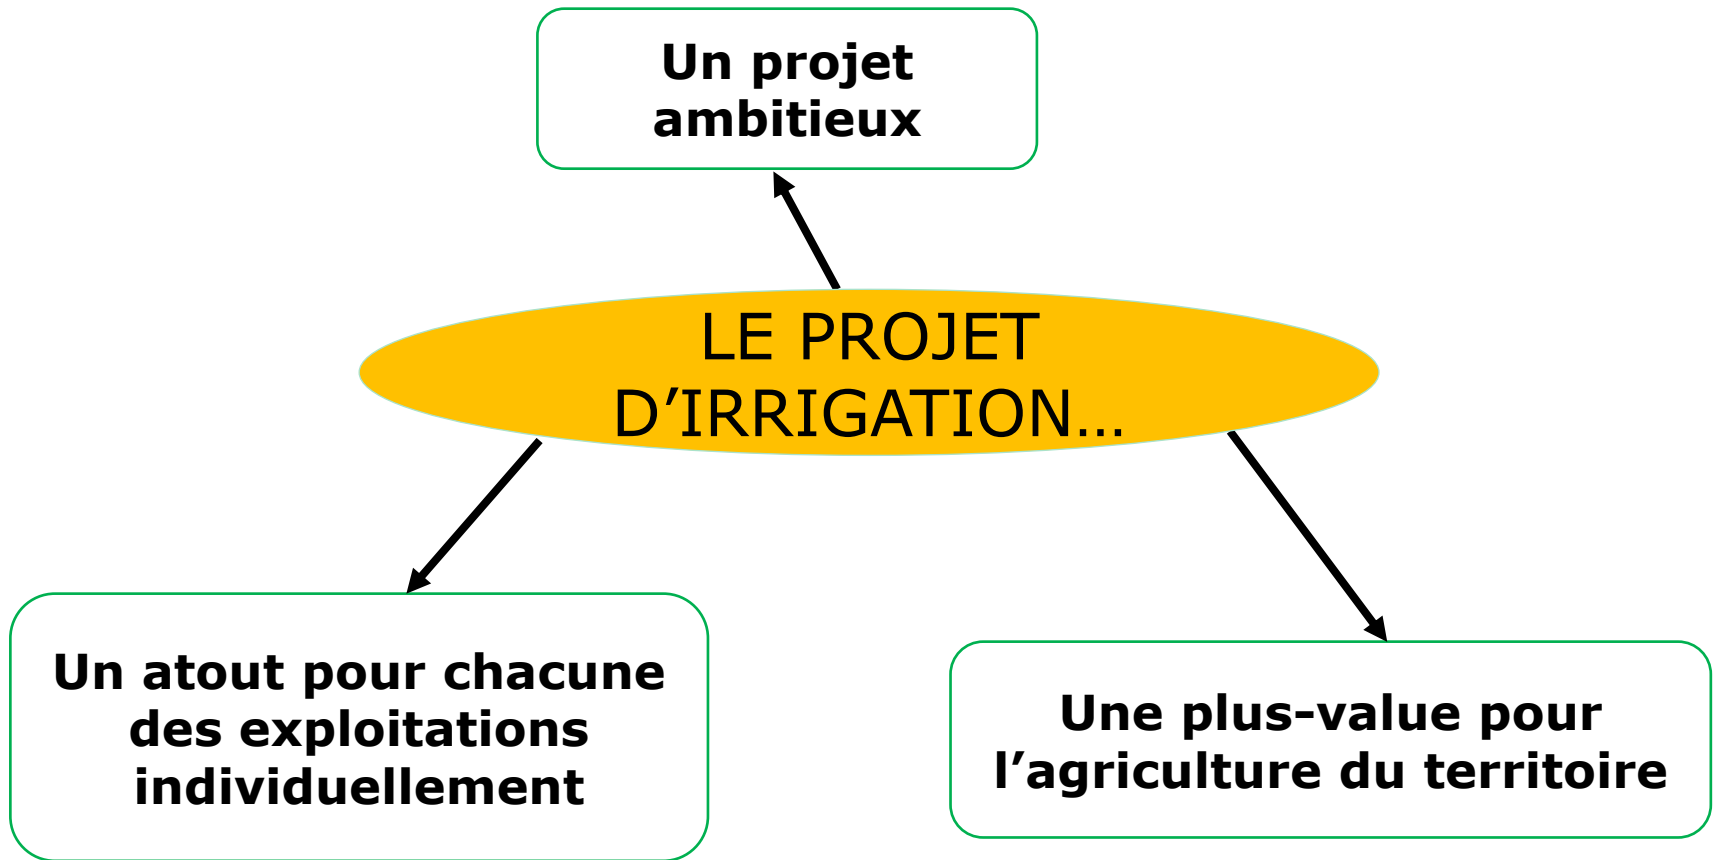 Un projet
ambitieux
LE PROJET
D’IRRIGATION…
Un atout pour chacune
des exploitations
individuellement
Une plus-value pour
l’agriculture du territoire